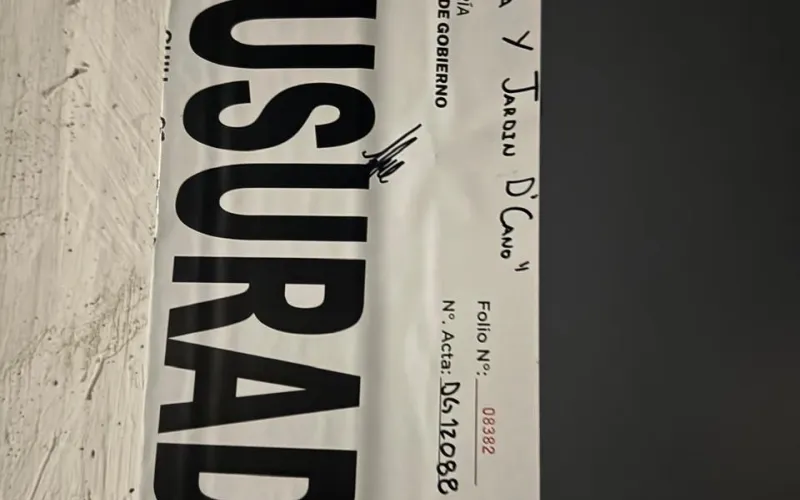 A Y JARDIN D'CANO"
Folio Nº: 08382
ÍA
DE GOBIERNO
Nº. Acta: DG12088
USURAD